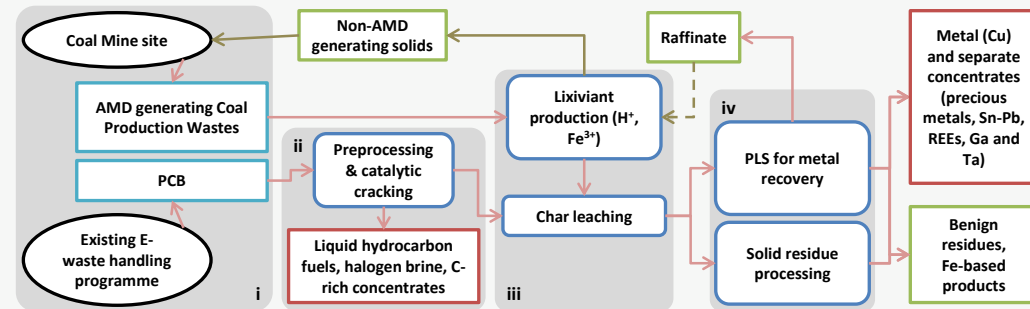 Coal Mine site
Non-AMD
generating solids
Raffinate
Metal (Cu)
and separate
concentrates
(precious
metals, Sn-Pb,
REEs, Ga and
Ta)
AMD generating Coal
Production Wastes
Lixiviant
production (H⁺,
Fe³⁺)
iv
ii
Preprocessing
& catalytic
cracking
PLS for metal
recovery
PCB
Char leaching
Existing E-
waste handling
programme
Liquid hydrocarbon
fuels, halogen brine, C-
rich concentrates
Solid residue
processing
Benign
residues,
Fe-based
products
i
iii